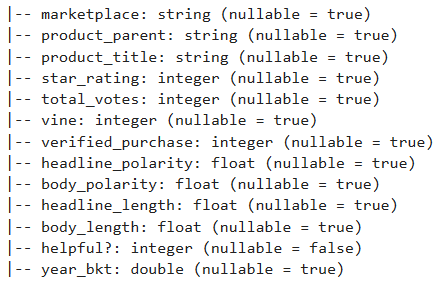 |-- marketplace: string (nullable = true)
|-- product_parent: string (nullable = true)
|-- product_title: string (nullable = true)
|-- star_rating: integer (nullable = true)
|-- total_votes: integer (nullable = true)
|-- vine: integer (nullable = true)
|-- verified_purchase: integer (nullable = true)
|-- headline_polarity: float (nullable = true)
|-- body_polarity: float (nullable = true)
|-- headline_length: float (nullable = true)
|-- body_length: float (nullable = true)
|-- helpful?: integer (nullable = false)
|-- year_bkt: double (nullable = true)